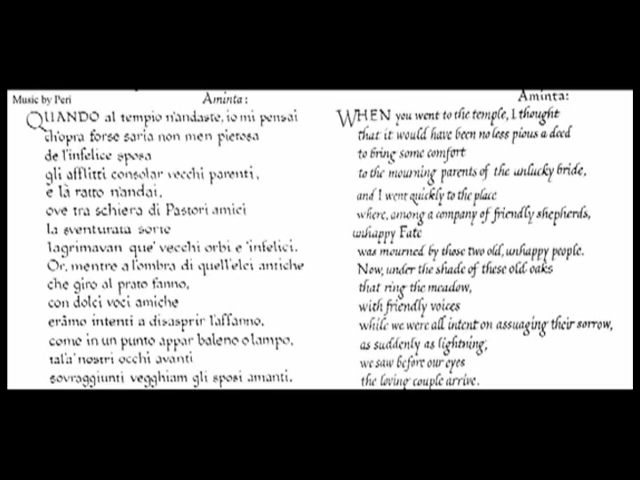 Music by Peri
Aminta:
QUANDO al tempio n'andaste, io mi pensai
ch'opra forse saria non men pietosa
de l'infelice sposa
gli afflitti consolar vecchi parenti,
e là ratto n'andai,
ove tra schiera di Pastori amici
la sventurata sorte
lagrimavan que' vecchi orbi e infelici.
Or, mentre a l'ombra di quell'elci antiche
che giro al prato fanno,
con dolci voci amiche
erâmo intenti a disasprir l'affanno,
come in un punto appar baleno o lampo,
tal'a' nostri occhi avanti
sovraggiunti vegghiam gli sposi amanti.
Aminta:
WHEN you went to the temple, I thought
that it would have been no less pious a deed
to bring some comfort
to the mourning parents of the unlucky bride,
and I went quickly to the place
where, among a company of friendly shepherds,
unhappy Fate
was mourned by those two old, unhappy people.
Now, under the shade of these old oaks
that ring the meadow,
with friendly voices
while we were all intent on assuaging their sorrow,
as suddenly as lightning,
we saw before our eyes
the loving couple arrive.